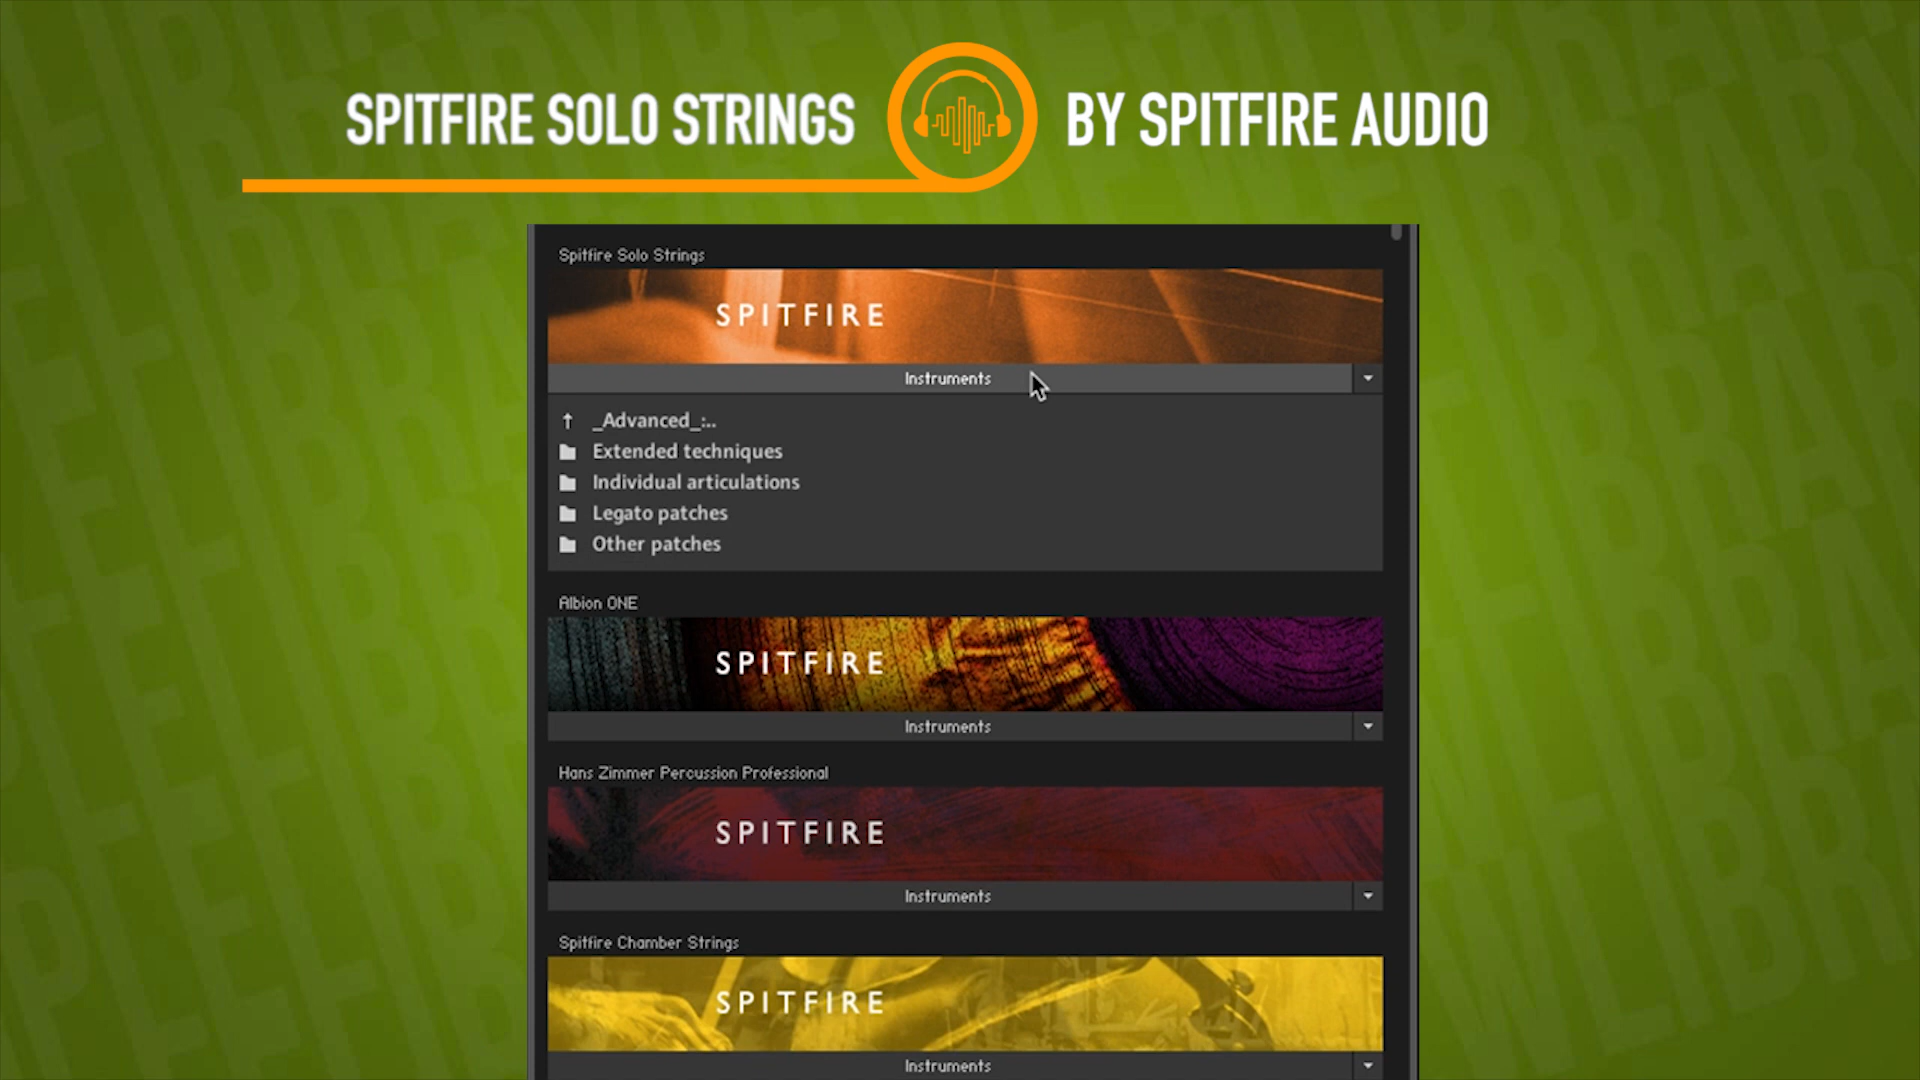 SPITFIRE SOLO STRINGS BY SPITFIRE AUDIO
Spitfire Solo Strings
SPITFIRE
Instruments
↑ _Advanced_:..
Extended techniques
Individual articulations
Legato patches
Other patches
Albion ONE
SPITFIRE
Instruments
Hans Zimmer Percussion Professional
SPITFIRE
Instruments
Spitfire Chamber Strings
SPITFIRE
Instruments